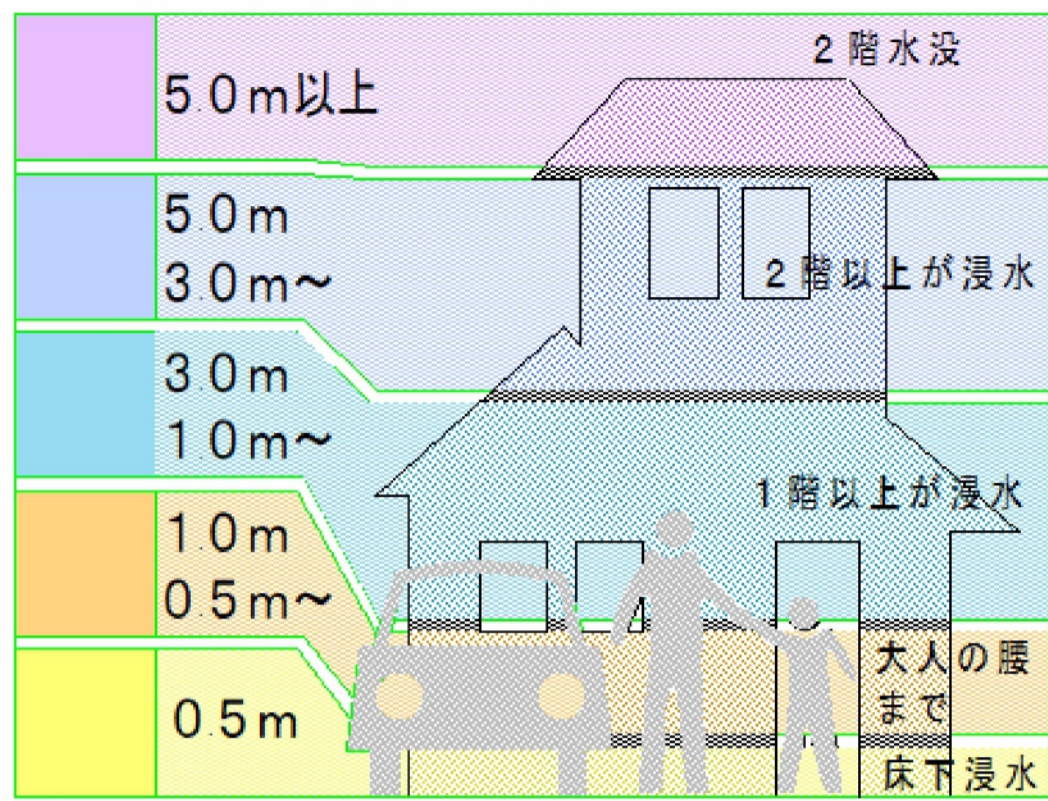 2階水没
5.0m以上
5.0m
3.0m~
2階以上が浸水
3.0m
1.0m~
1階以上が浸水
1.0m
0.5m~
大人の腰
まで
0.5m
床下浸水